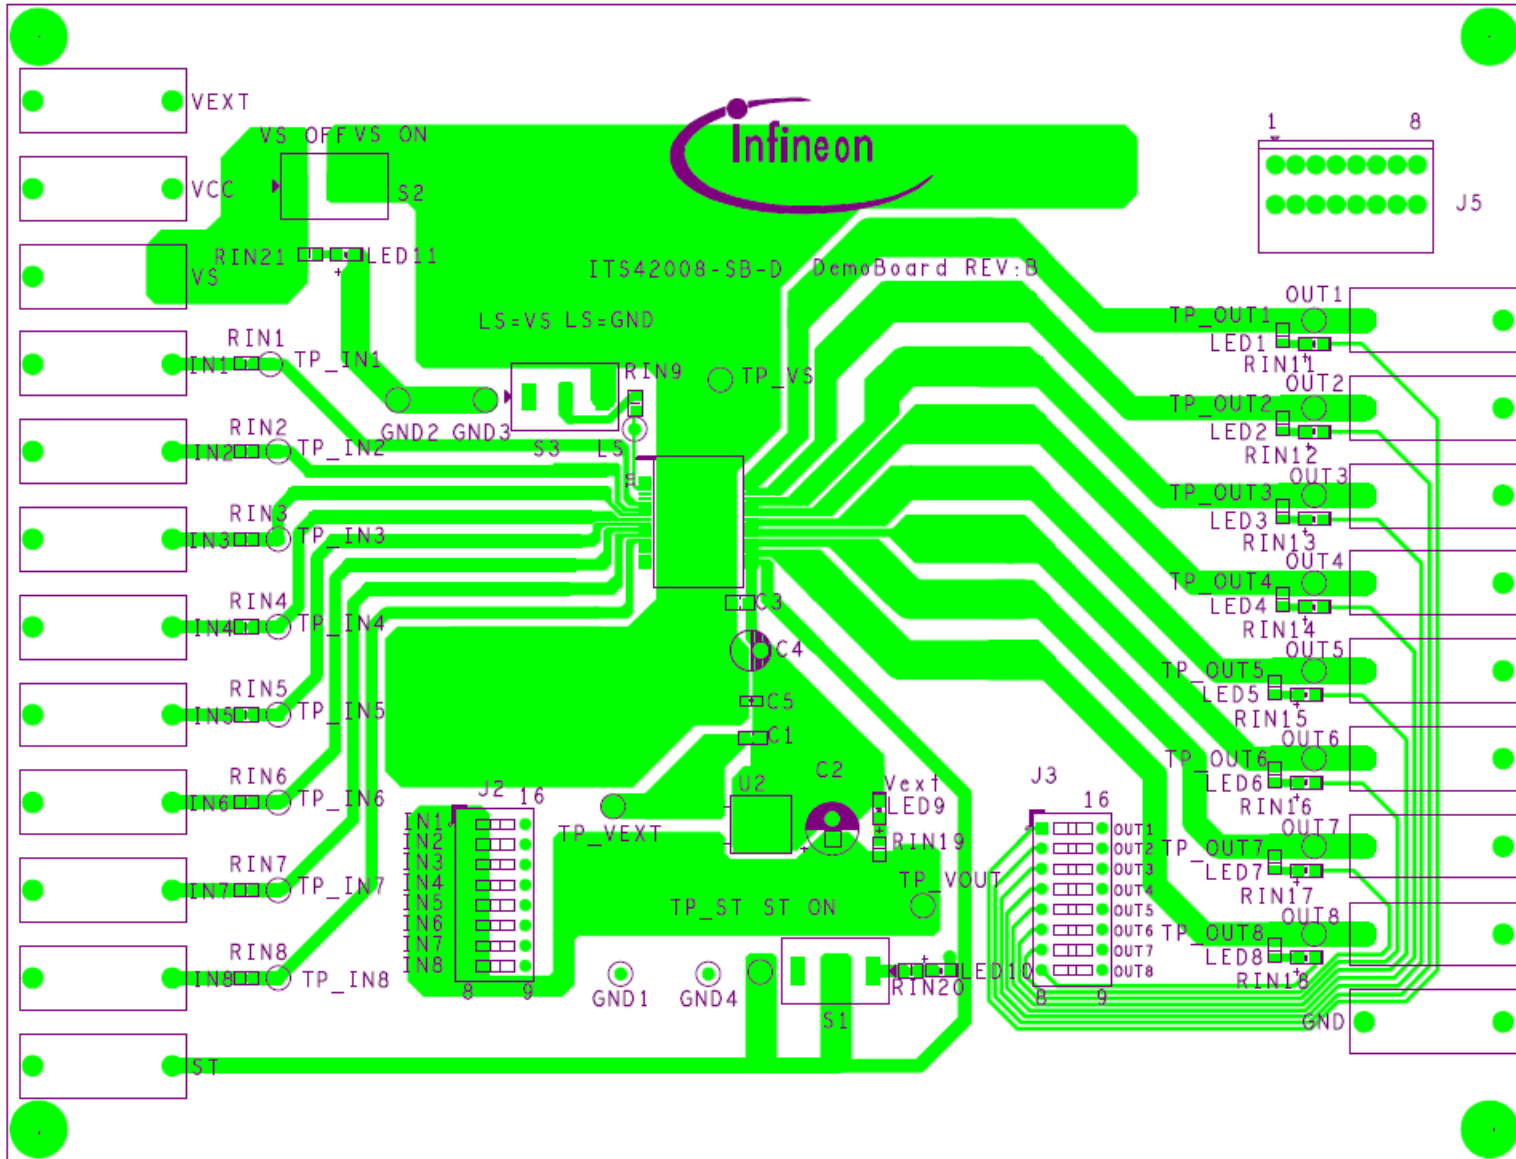 VEXT
VS OFF VS ON
Infineon
1 8
VCC
S2
J5
RIN21
LED11
VS
ITS42008-SB-D DemoBoard REV:B
LS=VS LS=GND
OUT1
TP_OUT1
LED1
RIN11
RIN1
IN1
TP_IN1
RIN9
TP_VS
GND2 GND3
S3
LS
OUT2
TP_OUT2
LED2
RIN12
RIN2
IN2
TP_IN2
OUT3
TP_OUT3
LED3
RIN13
RIN3
IN3
TP_IN3
OUT4
TP_OUT4
LED4
RIN14
RIN4
IN4
TP_IN4
C3
C4
OUT5
TP_OUT5
LED5
RIN15
RIN5
IN5
TP_IN5
C5
C1
OUT6
TP_OUT6
LED6
RIN16
RIN6
IN6
TP_IN6
J2
16
IN1
IN2
IN3
IN4
IN5
IN6
IN7
IN8
8 9
TP_VEXT
U2
C2
Vext
LED9
RIN19
TP_VOUT
J3
16
OUT1
OUT2
OUT3
OUT4
OUT5
OUT6
OUT7
OUT8
8 9
OUT7
TP_OUT7
LED7
RIN17
RIN7
IN7
TP_IN7
TP_ST ST ON
OUT8
TP_OUT8
LED8
RIN18
RIN8
IN8
TP_IN8
GND1
GND4
LED10
RIN20
S1
GND
ST